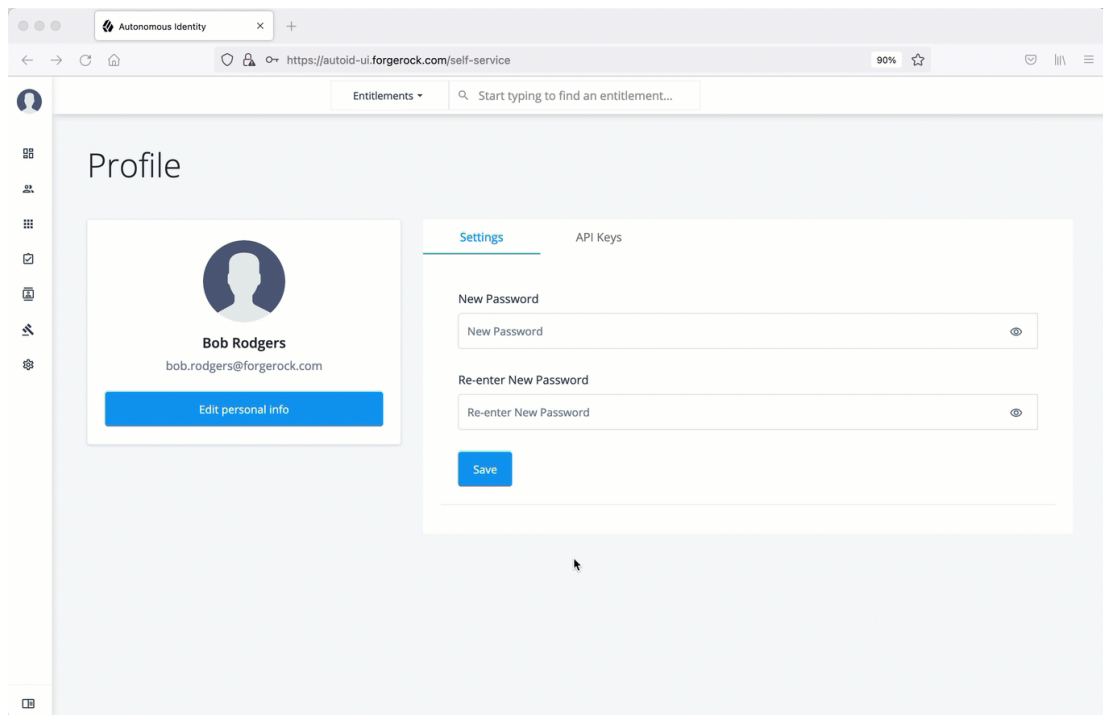 Autonomous Identity
https://autoid-ui.forgerock.com/self-service
90%
Entitlements
Start typing to find an entitlement...
Profile
Bob Rodgers
bob.rodgers@forgerock.com
Edit personal info
Settings
API Keys
New Password
New Password
Re-enter New Password
Re-enter New Password
Save